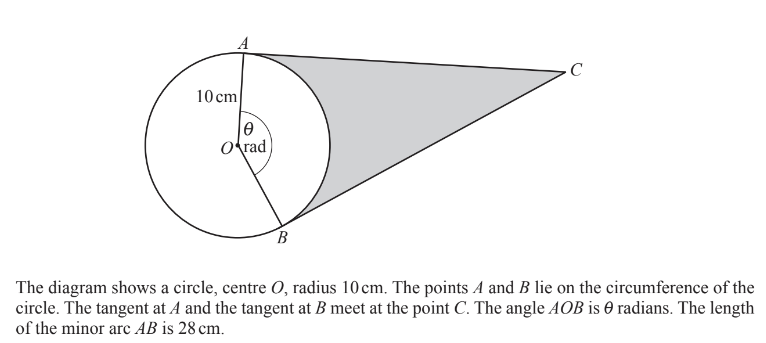 A
C
10 cm
θ
O rad
B
The diagram shows a circle, centre O, radius 10 cm. The points A and B lie on the circumference of the
circle. The tangent at A and the tangent at B meet at the point C. The angle AOB is θ radians. The length
of the minor arc AB is 28 cm.